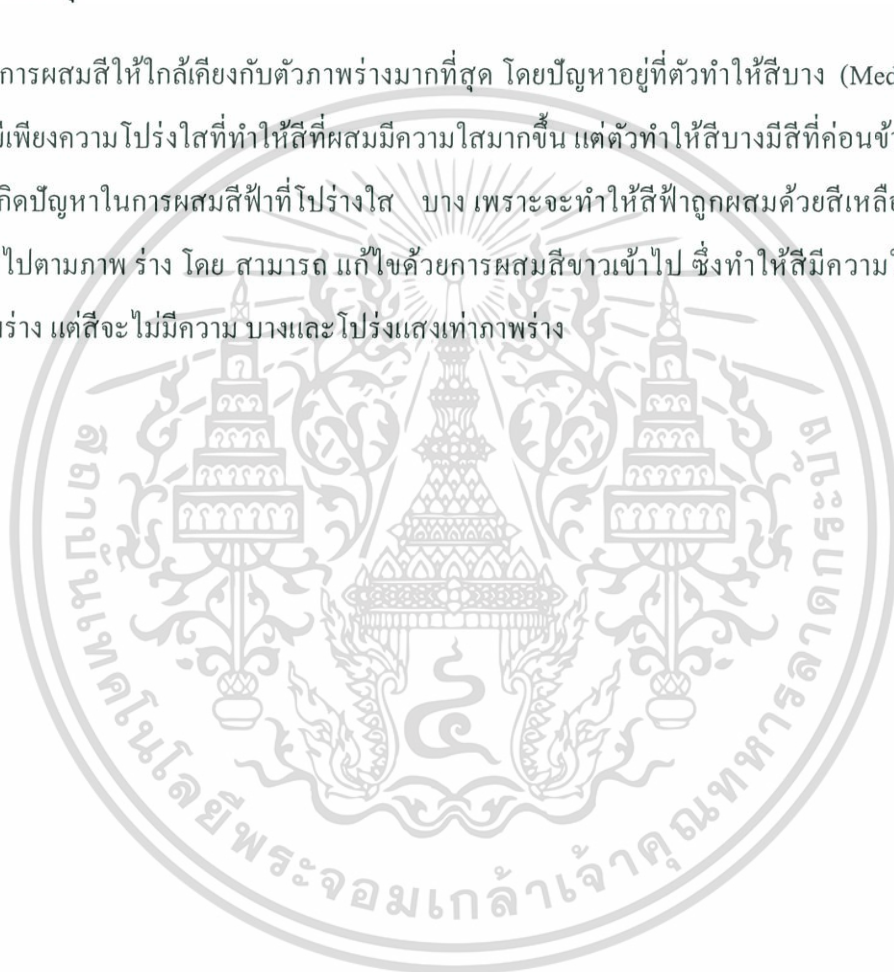 การผสมสีให้ใกล้เคียงกับตัวภาพร่างมากที่สุด โดยปัญหาอยู่ที่ตัวทำให้สีบาง (Med
มีเพียงความโปร่งใสที่ทำให้สีที่ผสมมีความใสมากขึ้น แต่ตัวทำให้สีบางมีสีที่ค่อนข้า
กิดปัญหาในการผสมสีฟ้าที่โปร่างใส บาง เพราะจะทำให้สีฟ้าถูกผสมด้วยสีเหลือ
ไปตามภาพ ร่าง โดย สามารถ แก้ไขด้วยการผสมสีขาวเข้าไป ซึ่งทำให้สีมีความใ
ร่าง แต่สีจะไม่มีความ บางและโปร่งแสงเท่าภาพร่าง
สถาบันเทคโนโลยีพระจอมเกล้าเจ้าคุณทหารลาดกระบัง
๔